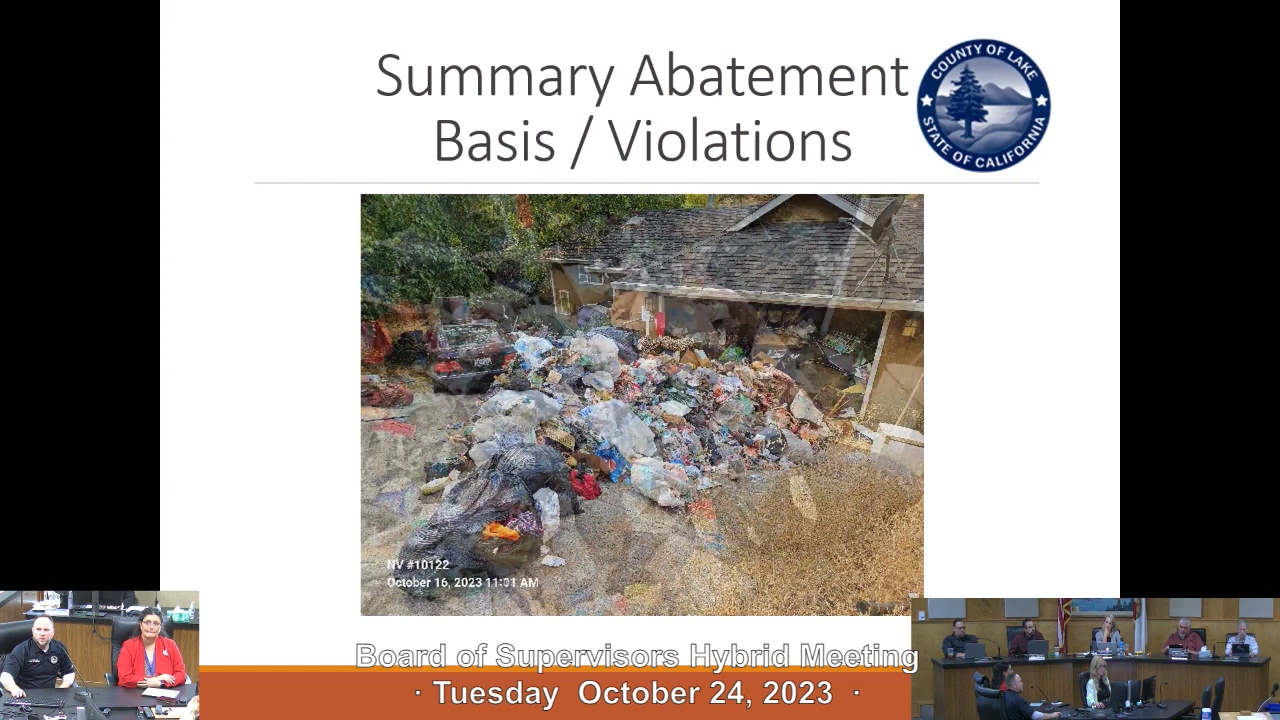 Summary Abatement
Basis / Violations
COUNTY OF LAKE
STATE OF CALIFORNIA
NV #10122
October 16, 2023 11:01 AM
Board of Supervisors Hybrid Meeting
· Tuesday October 24, 2023 ·